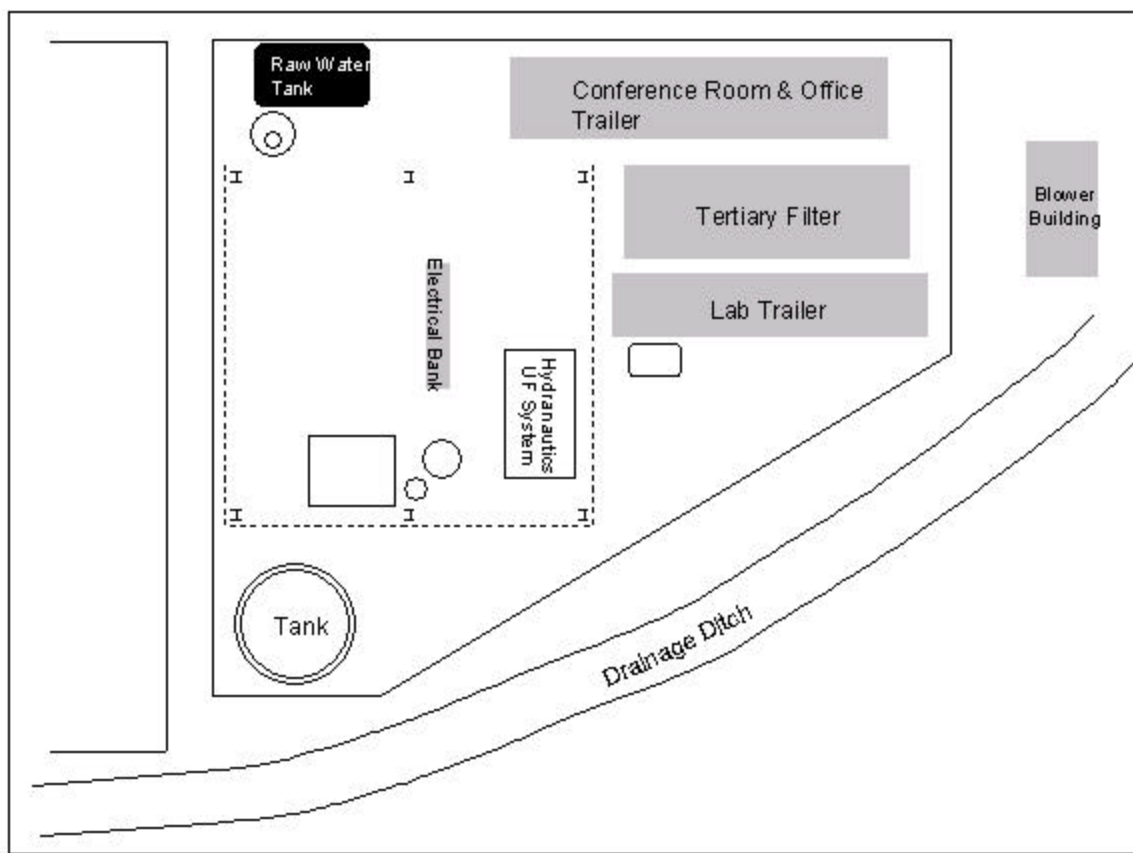 Raw Water
Tank
Conference Room & Office
Trailer
Tertiary Filter
Blower
Building
Electrical Bank
Lab Trailer
Hydranautics
UF System
Tank
Drainage Ditch